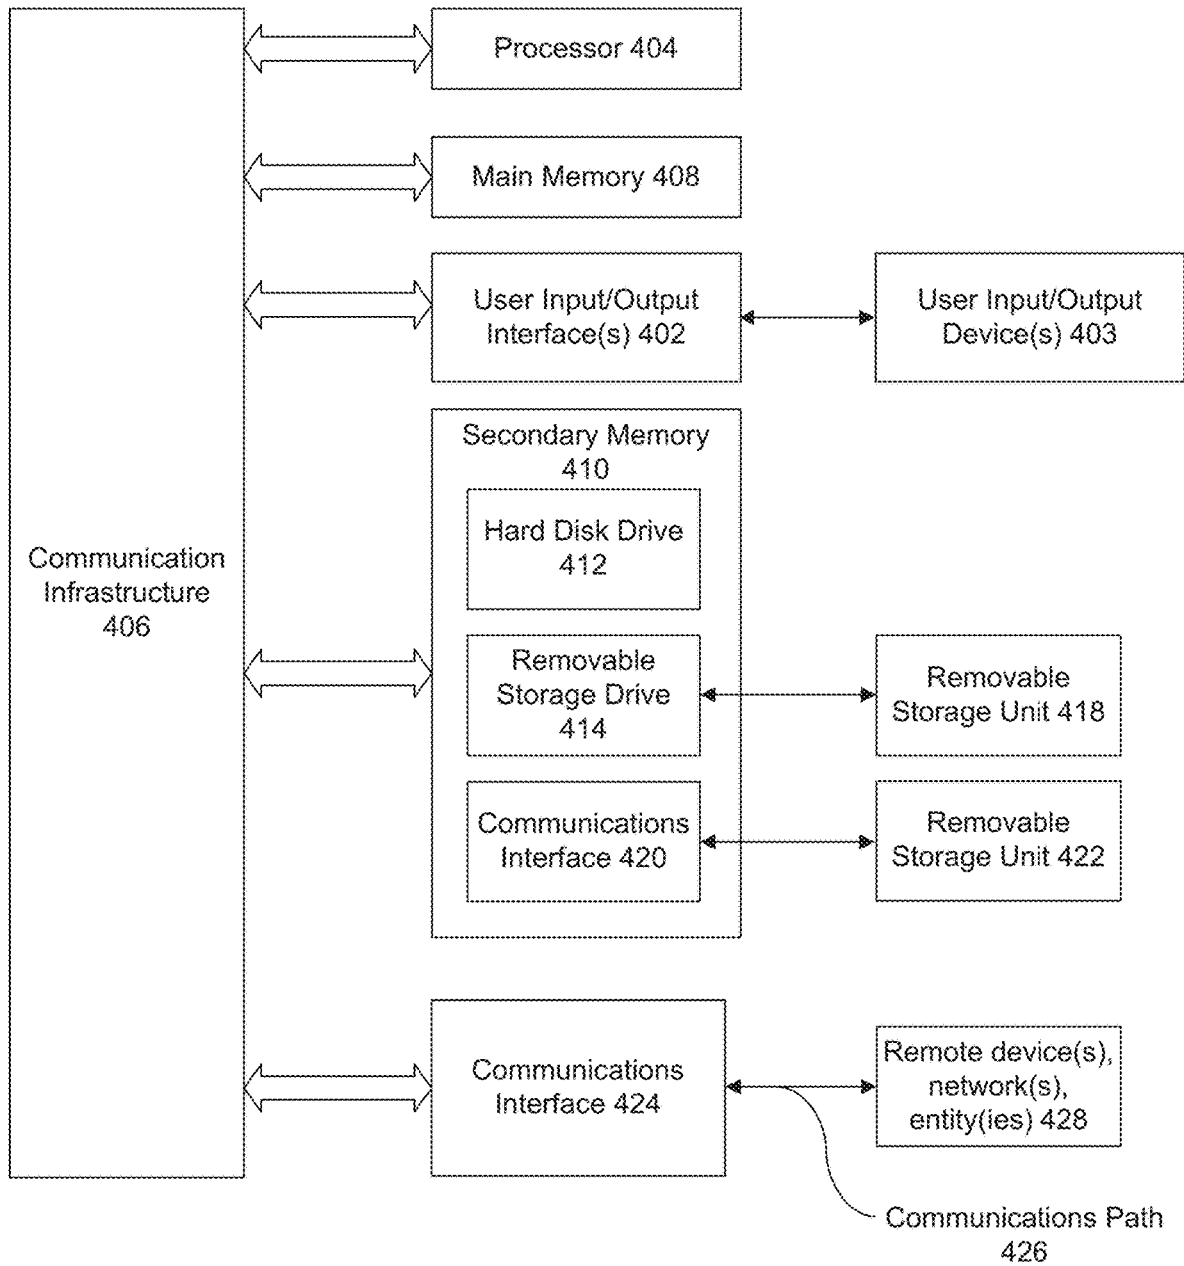 Processor 404
Main Memory 408
User Input/Output
Interface(s) 402
User Input/Output
Device(s) 403
Secondary Memory
410
Hard Disk Drive
412
Communication
Infrastructure
406
Removable
Storage Drive
414
Removable
Storage Unit 418
Communications
Interface 420
Removable
Storage Unit 422
Communications
Interface 424
Remote device(s),
network(s),
entity(ies) 428
Communications Path
426